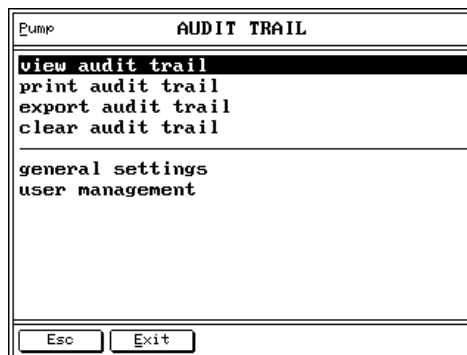 Pump AUDIT TRAIL
view audit trail
print audit trail
export audit trail
clear audit trail
general settings
user management
Esc Exit